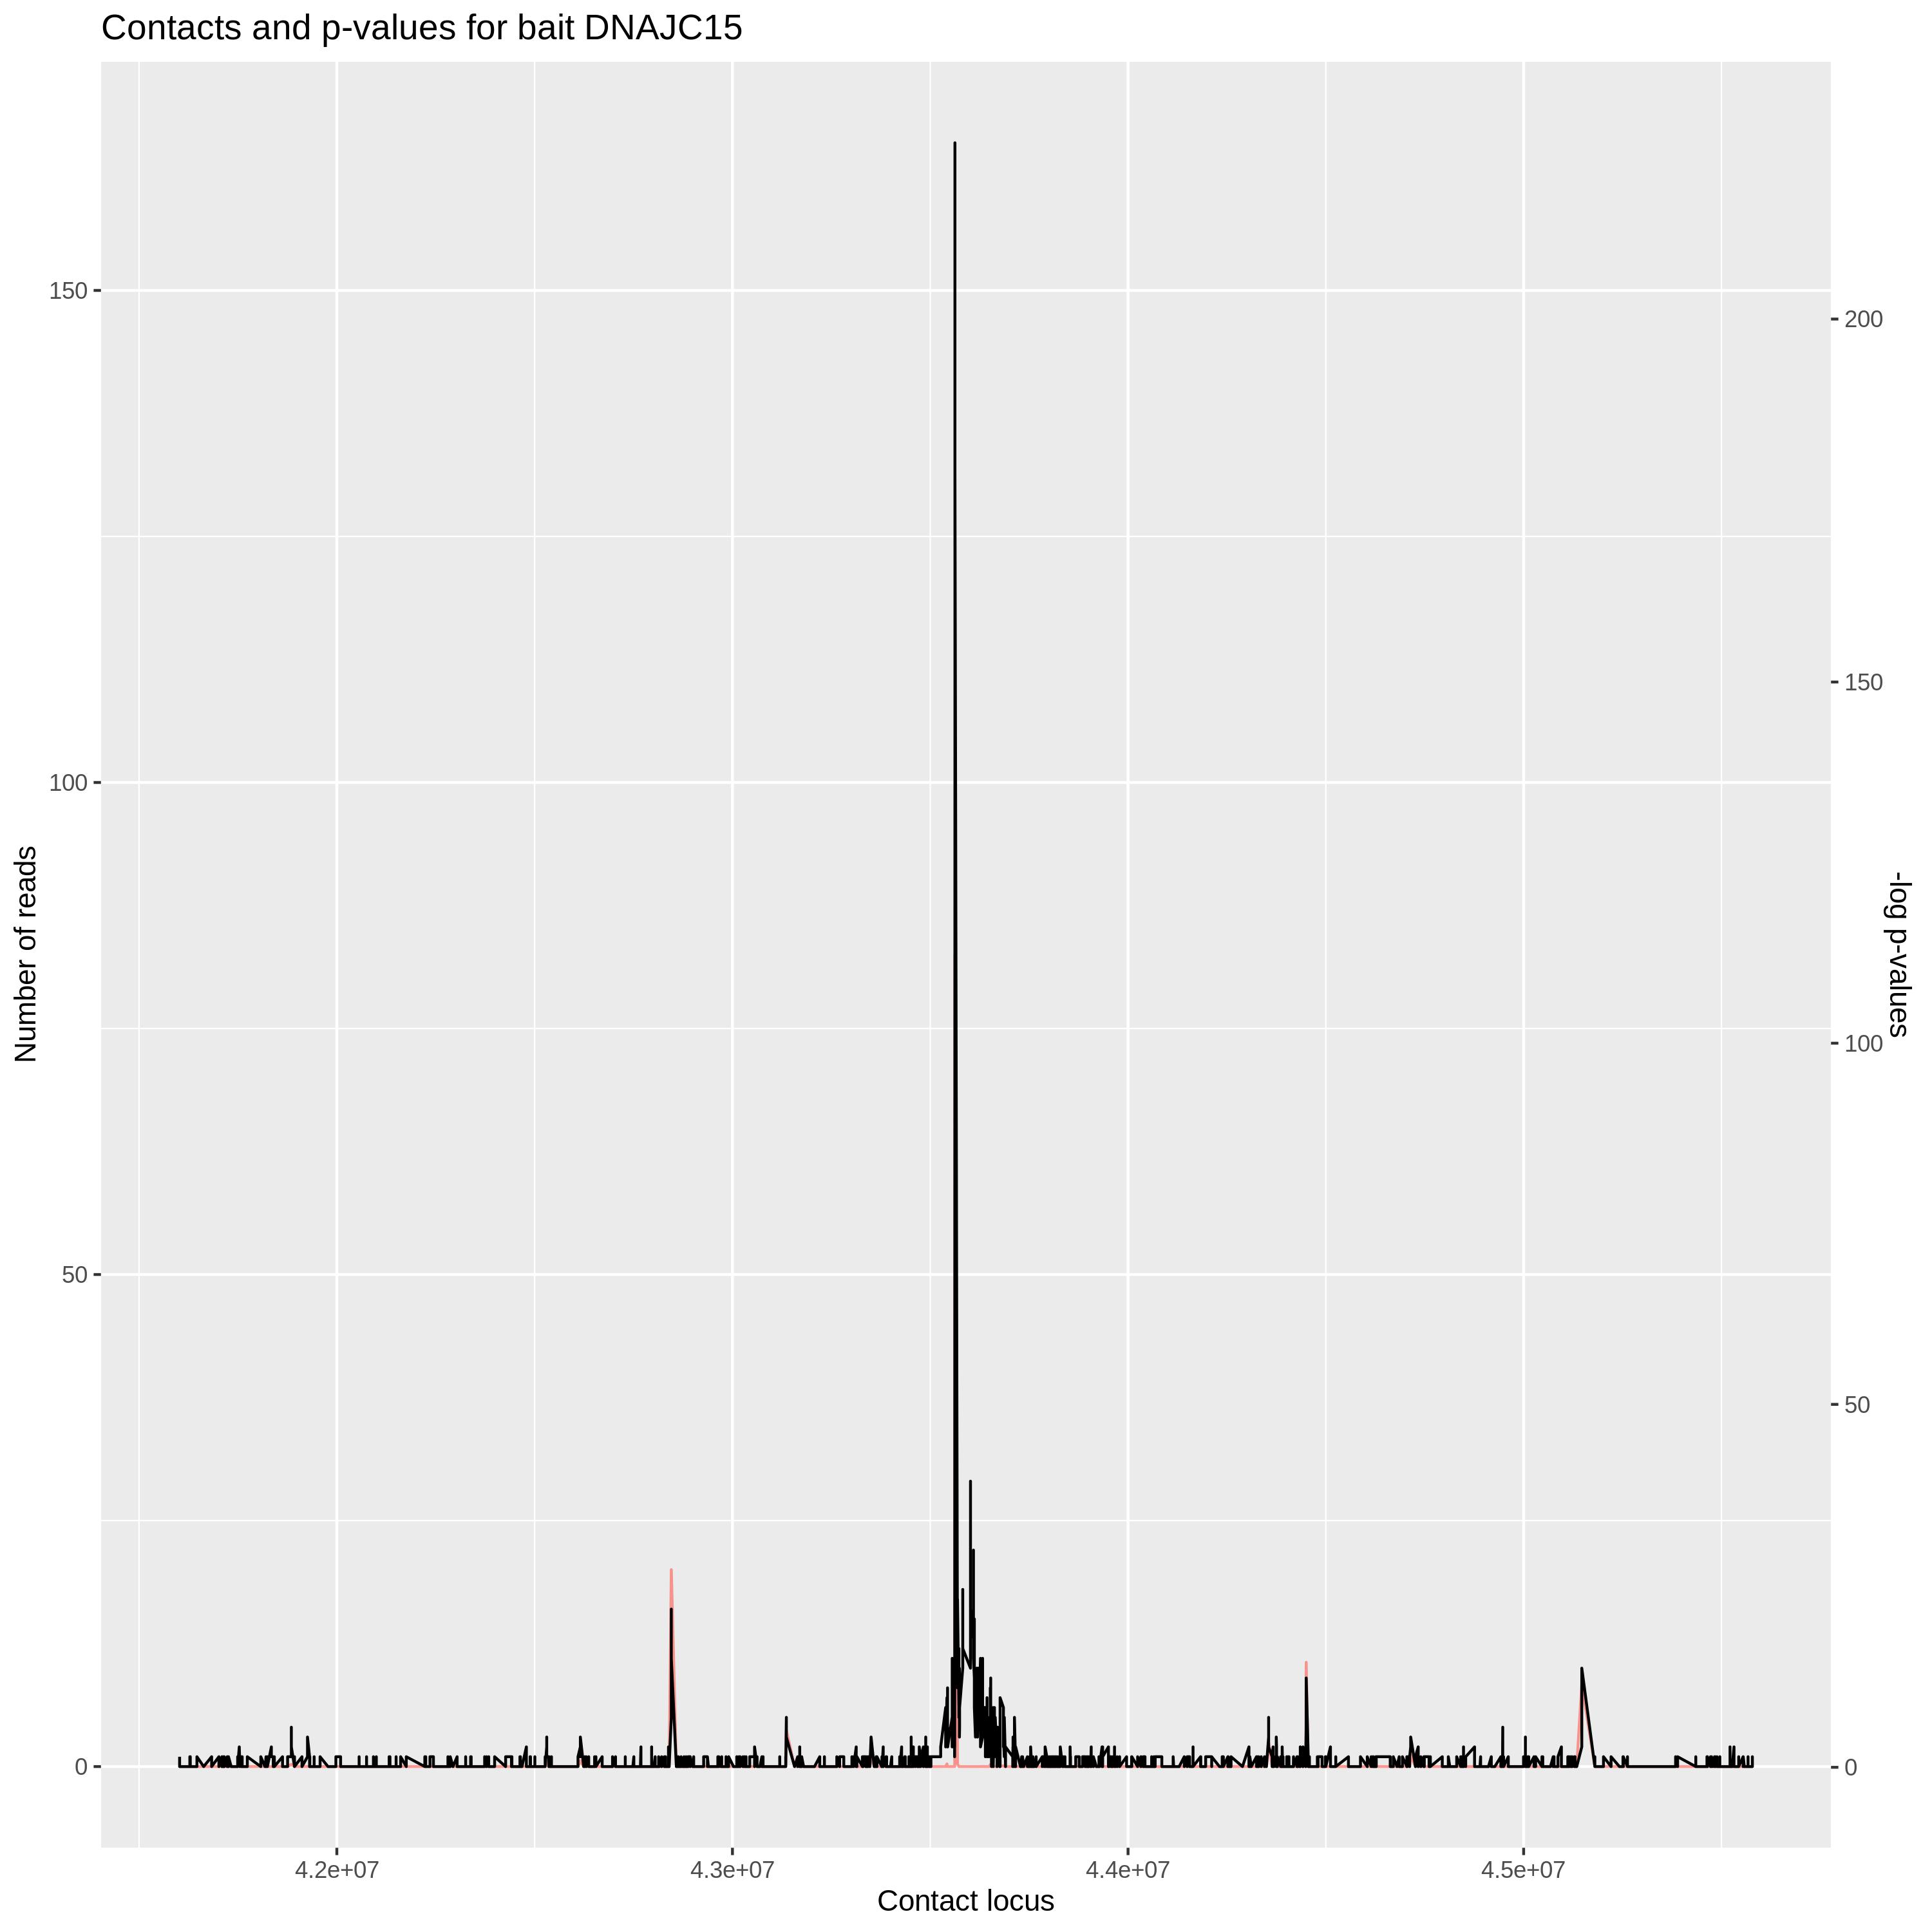 Contacts and p-values for bait DNAJC15
150
100
50
0
Number of reads
200
150
100
50
0
-log p-values
4.2e+07
4.3e+07
4.4e+07
4.5e+07
Contact locus